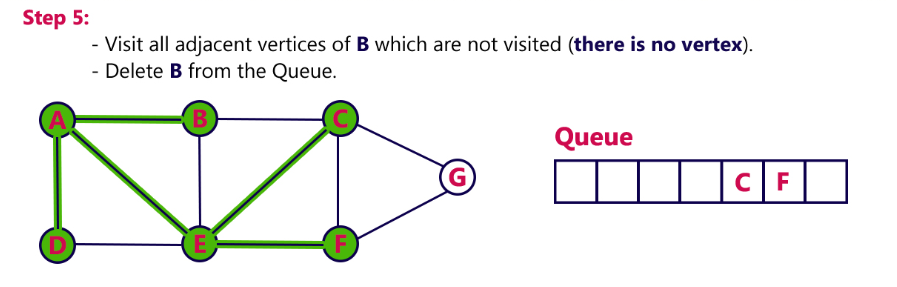 Step 5:
- Visit all adjacent vertices of B which are not visited (there is no vertex).
- Delete B from the Queue.
A B C
Queue
G
C F
D E F